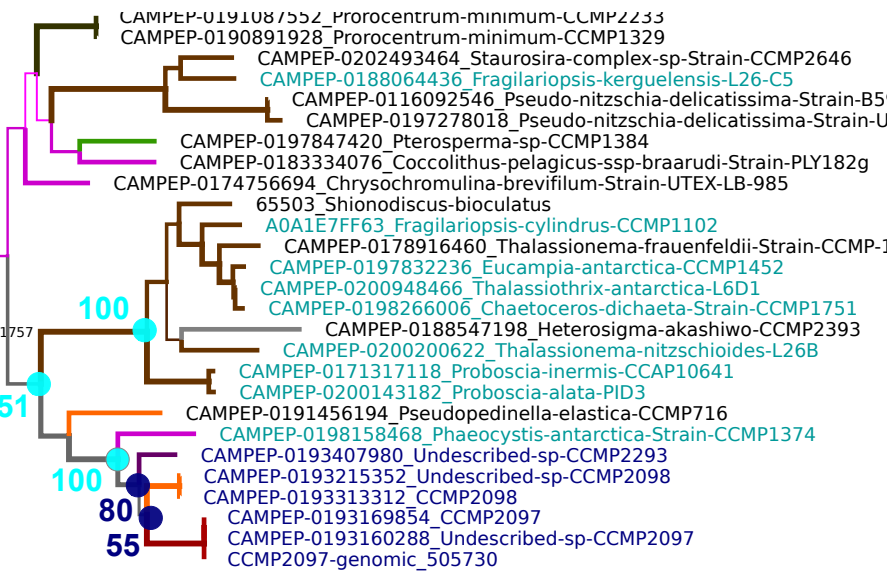 CAMPEP-0191087552_Prorocentrum-minimum-CCMP2233
CAMPEP-0190891928_Prorocentrum-minimum-CCMP1329
CAMPEP-0202493464_Staurosira-complex-sp-Strain-CCMP2646
CAMPEP-0188064436_Fragilariopsis-kerguelensis-L26-C5
CAMPEP-0116092546_Pseudo-nitzschia-delicatissima-Strain-B5
CAMPEP-0197278018_Pseudo-nitzschia-delicatissima-Strain-U
CAMPEP-0197847420_Pterosperma-sp-CCMP1384
CAMPEP-0183334076_Coccolithus-pelagicus-ssp-braarudi-Strain-PLY182g
CAMPEP-0174756694_Chrysochromulina-brevifilum-Strain-UTEX-LB-985
65503_Shionodiscus-bioculatus
A0A1E7FF63_Fragilariopsis-cylindrus-CCMP1102
CAMPEP-0178916460_Thalassionema-frauenfeldii-Strain-CCMP-1
CAMPEP-0197832236_Eucampia-antarctica-CCMP1452
CAMPEP-0200948466_Thalassiothrix-antarctica-L6D1
100
CAMPEP-0198266006_Chaetoceros-dichaeta-Strain-CCMP1751
1757
CAMPEP-0188547198_Heterosigma-akashiwo-CCMP2393
CAMPEP-0200200622_Thalassionema-nitzschioides-L26B
CAMPEP-0171317118_Proboscia-inermis-CCAP10641
CAMPEP-0200143182_Proboscia-alata-PID3
51
CAMPEP-0191456194_Pseudopedinella-elastica-CCMP716
CAMPEP-0198158468_Phaeocystis-antarctica-Strain-CCMP1374
CAMPEP-0193407980_Undescribed-sp-CCMP2293
100
CAMPEP-0193215352_Undescribed-sp-CCMP2098
CAMPEP-0193313312_CCMP2098
80
CAMPEP-0193169854_CCMP2097
CAMPEP-0193160288_Undescribed-sp-CCMP2097
55
CCMP2097-genomic_505730